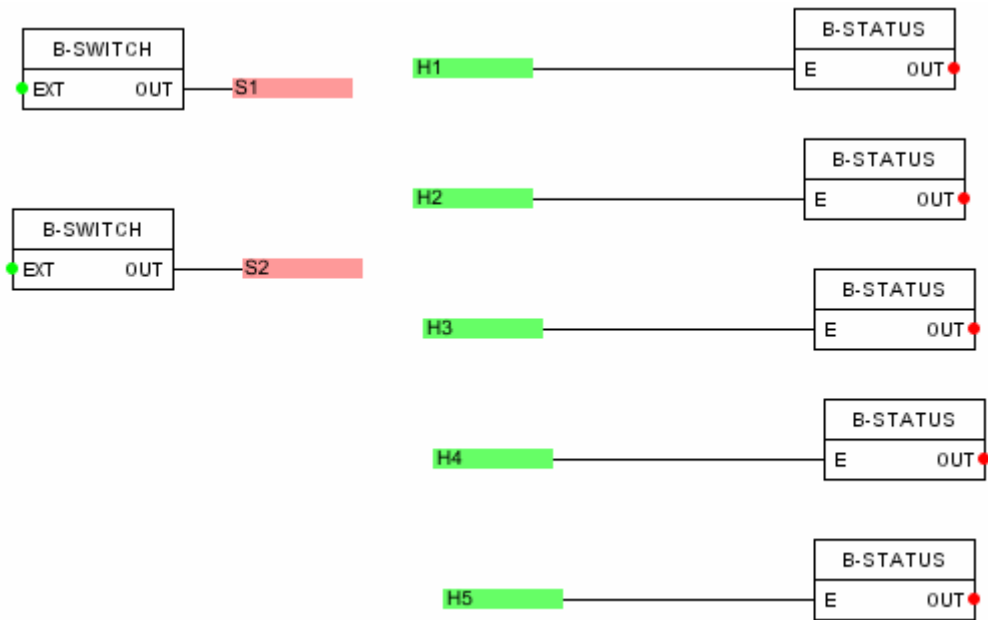 B-SWITCH
EXT OUT
S1
B-SWITCH
EXT OUT
S2
H1
B-STATUS
E OUT
H2
B-STATUS
E OUT
H3
B-STATUS
E OUT
H4
B-STATUS
E OUT
H5
B-STATUS
E OUT